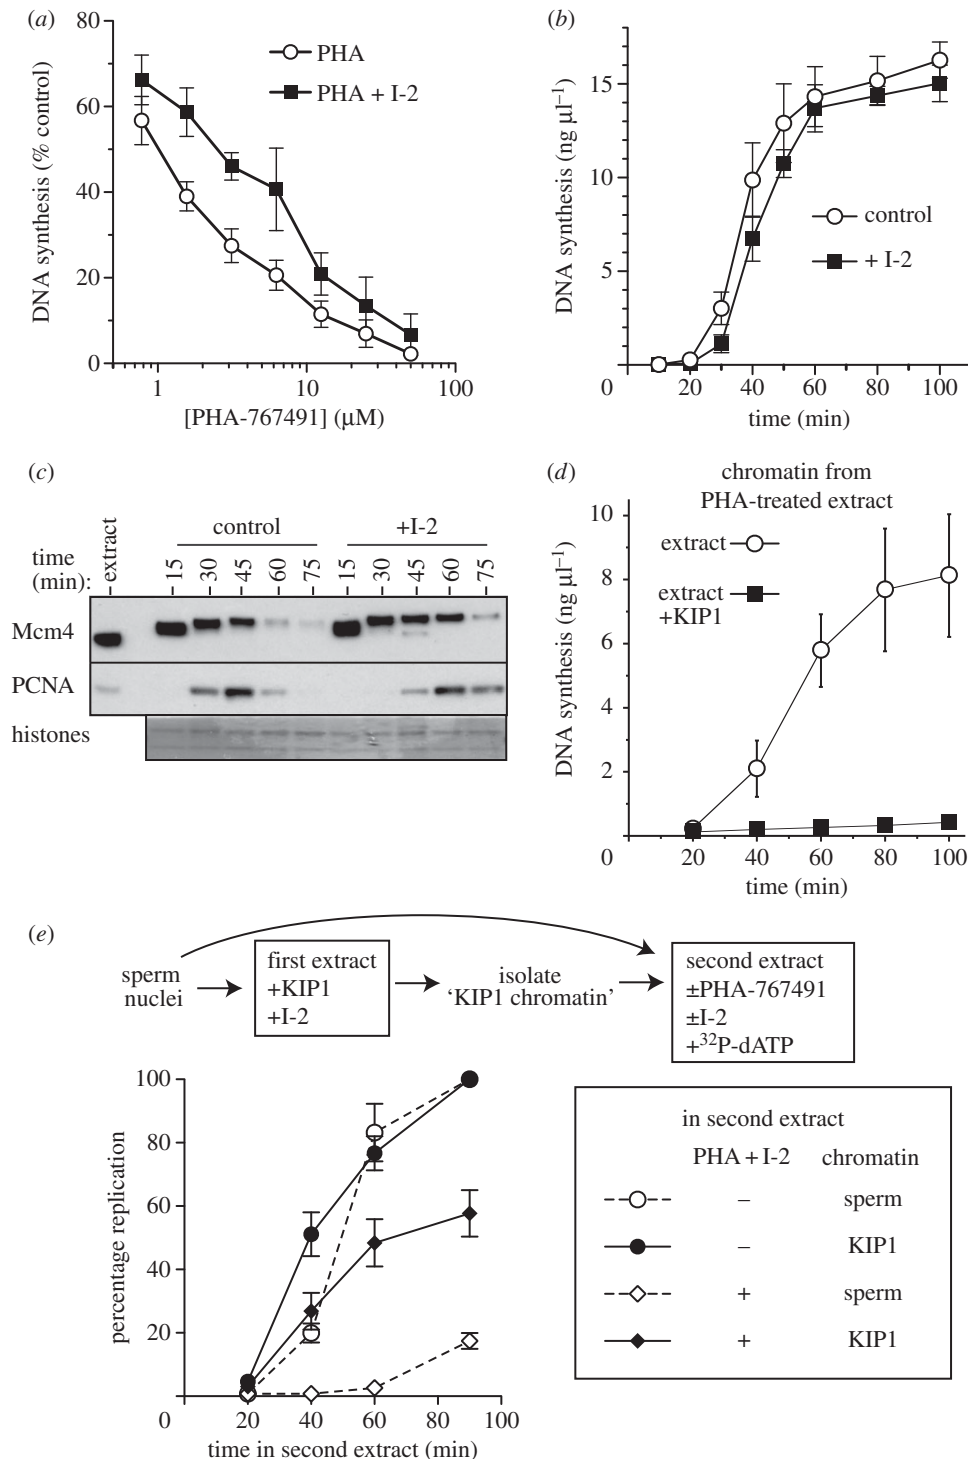 (a)
80
60
40
20
0
DNA synthesis (% control)
PHA
PHA + I-2
1
10
100
[PHA-767491] (µM)
(b)
15
10
5
0
DNA synthesis (ng µl⁻¹)
control
+ I-2
20
40
60
80
100
time (min)
(c)
control
+I-2
time
(min):
extract
15
30
45
60
75
15
30
45
60
75
Mcm4
PCNA
histones
(d)
chromatin from
PHA-treated extract
10
8
6
4
2
0
DNA synthesis (ng µl⁻¹)
extract
extract
+KIP1
20
40
60
80
100
time (min)
(e)
sperm
nuclei
first extract
+KIP1
+I-2
isolate
‘KIP1 chromatin’
second extract
±PHA-767491
±I-2
+³²P-dATP
100
80
60
40
20
0
percentage replication
20
40
60
80
100
time in second extract (min)
in second extract
PHA + I-2 chromatin
– sperm
– KIP1
+ sperm
+ KIP1